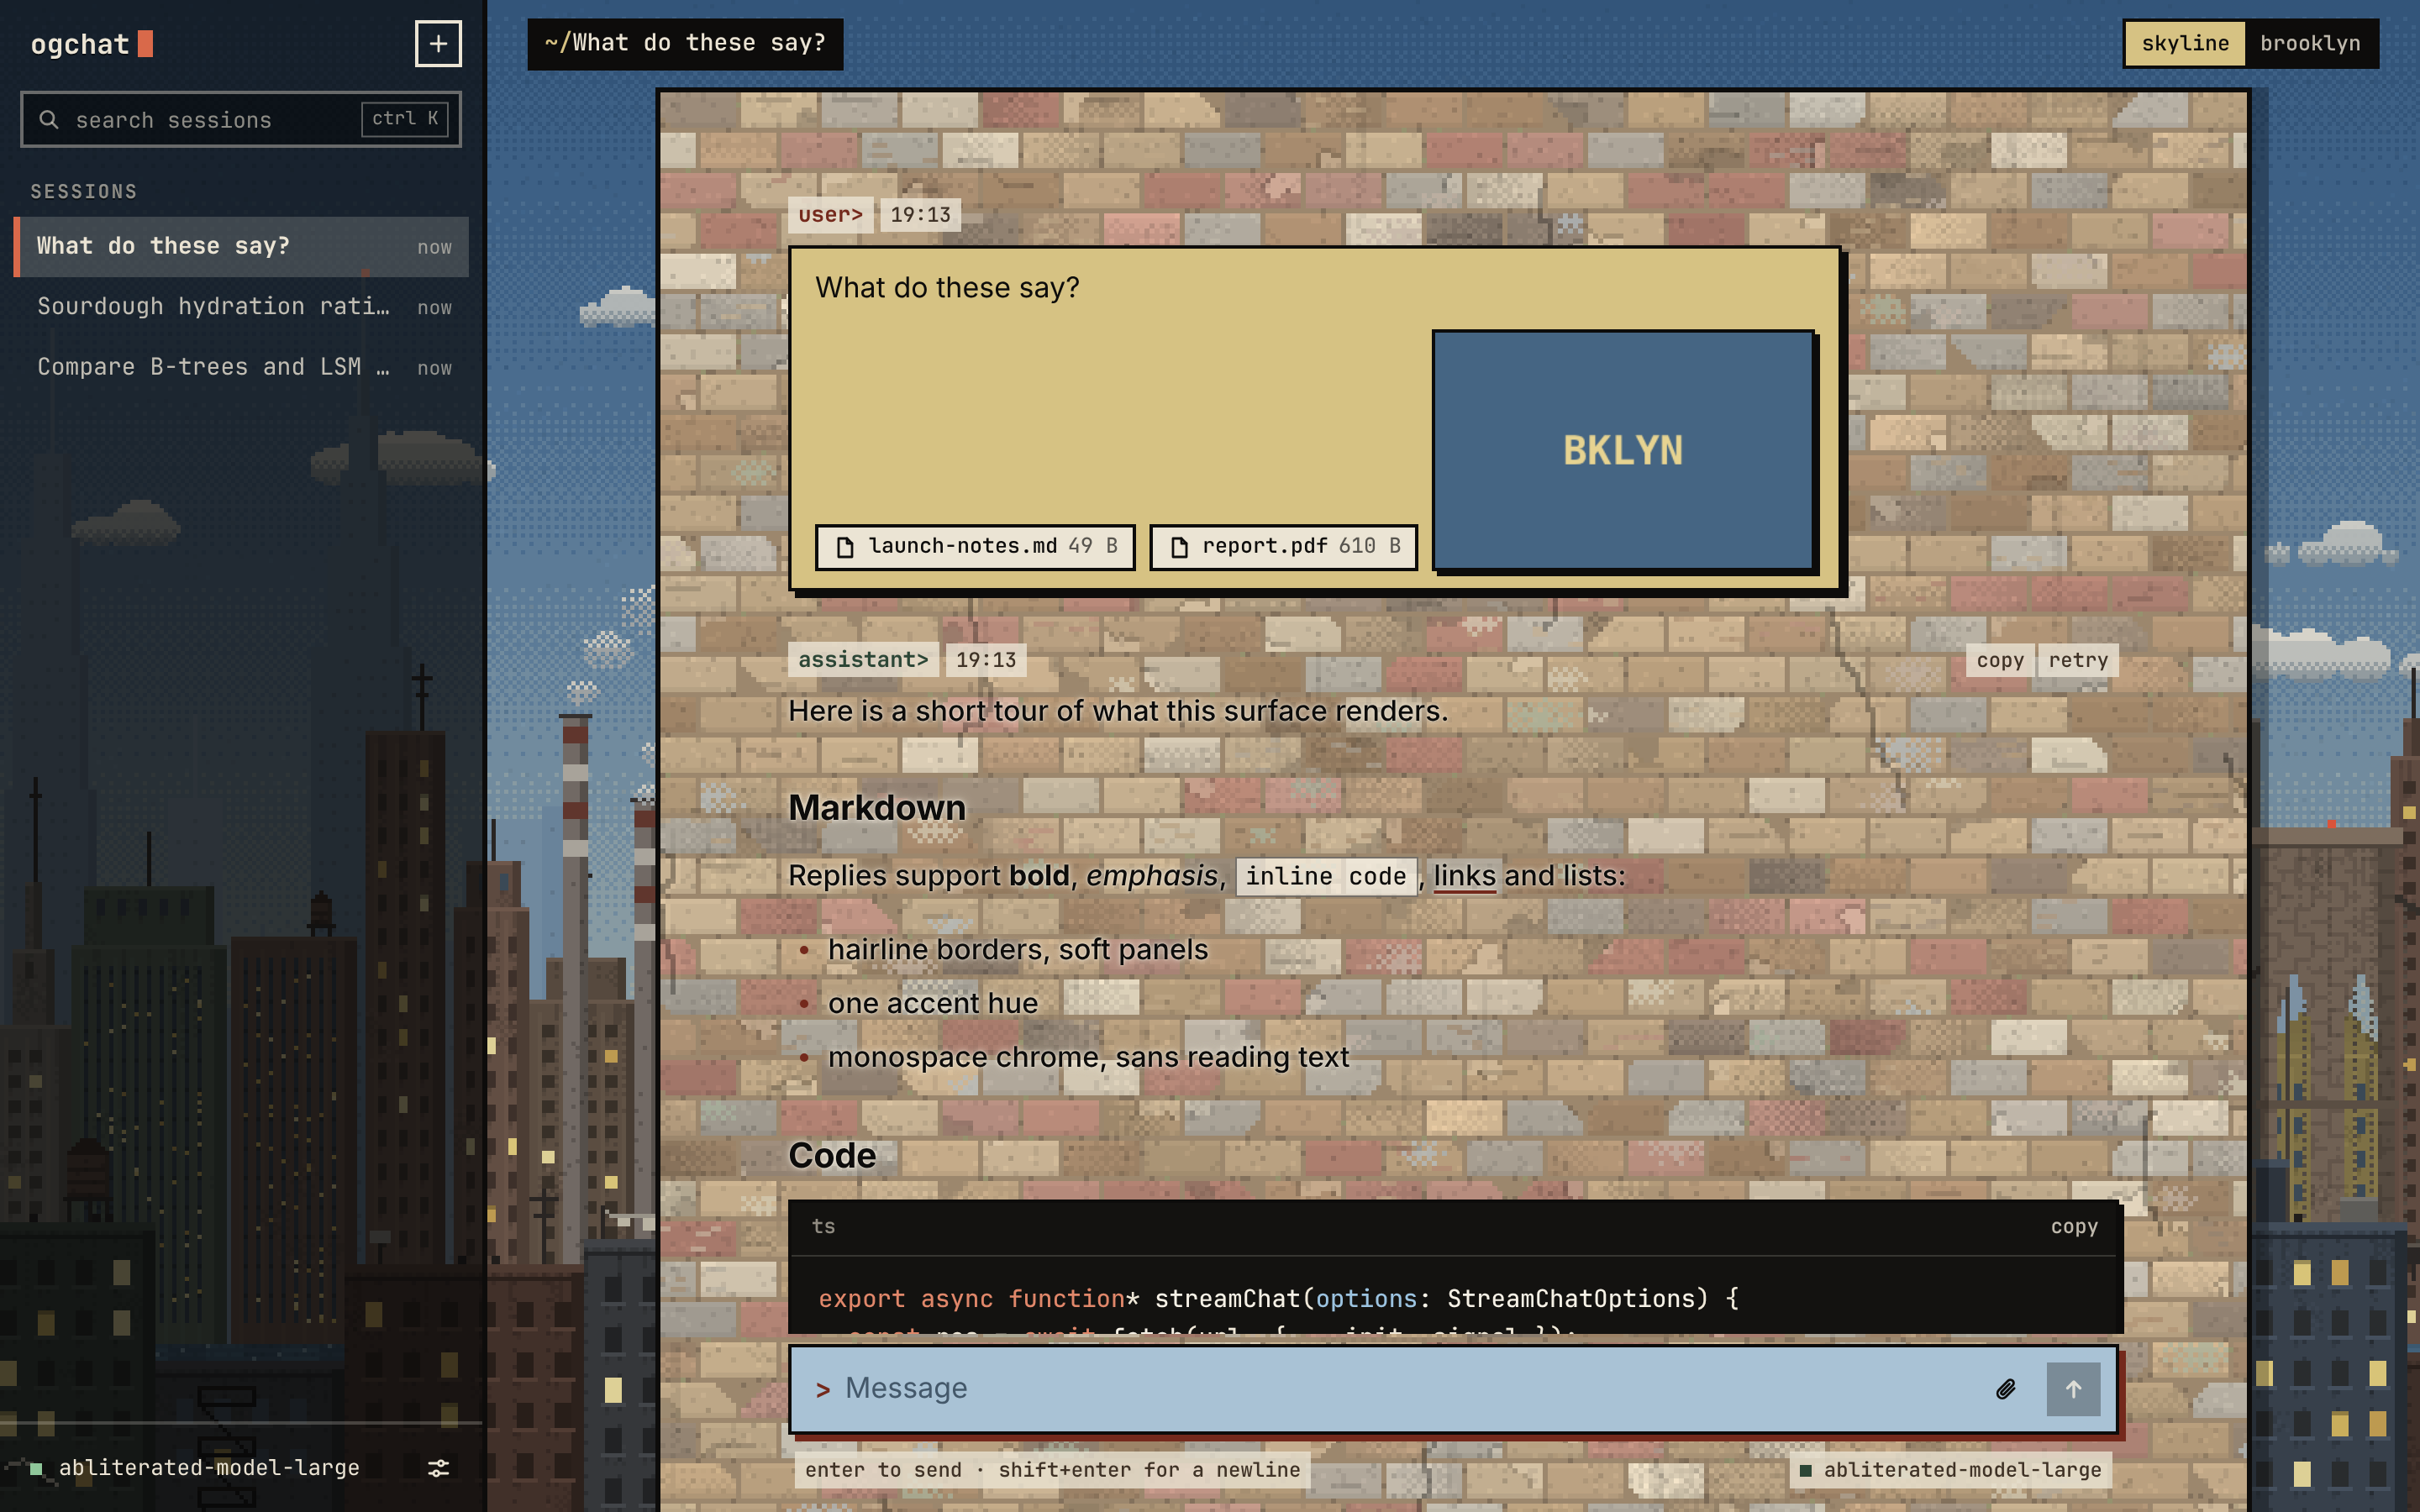 ogchat
+
search sessions ctrl K
SESSIONS
What do these say? now
Sourdough hydration rati… now
Compare B-trees and LSM … now
abliterated-model-large
~/What do these say?
skyline brooklyn
user> 19:13
What do these say?
BKLYN
launch-notes.md 49 B
report.pdf 610 B
assistant> 19:13
copy retry
Here is a short tour of what this surface renders.
Markdown
Replies support bold, emphasis, inline code, links and lists:
• hairline borders, soft panels
• one accent hue
• monospace chrome, sans reading text
Code
ts copy
export async function* streamChat(options: StreamChatOptions) {
> Message
enter to send · shift+enter for a newline
abliterated-model-large